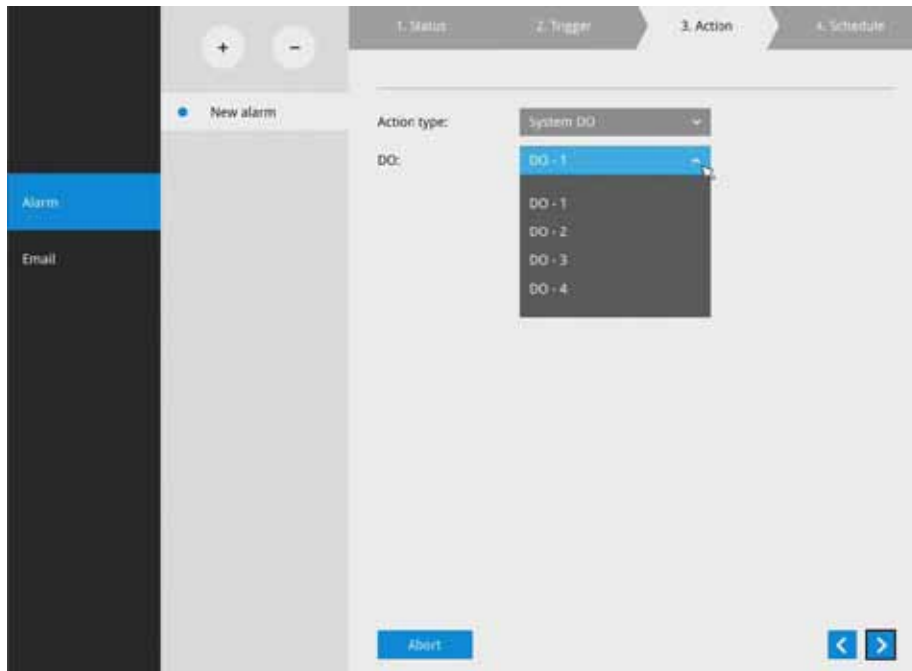 1. Status
2. Trigger
3. Action
4. Schedule
+
-
New alarm
Action type:
System DO
DO:
DO - 1
DO - 1
DO - 2
DO - 3
DO - 4
Alarm
Email
Abort